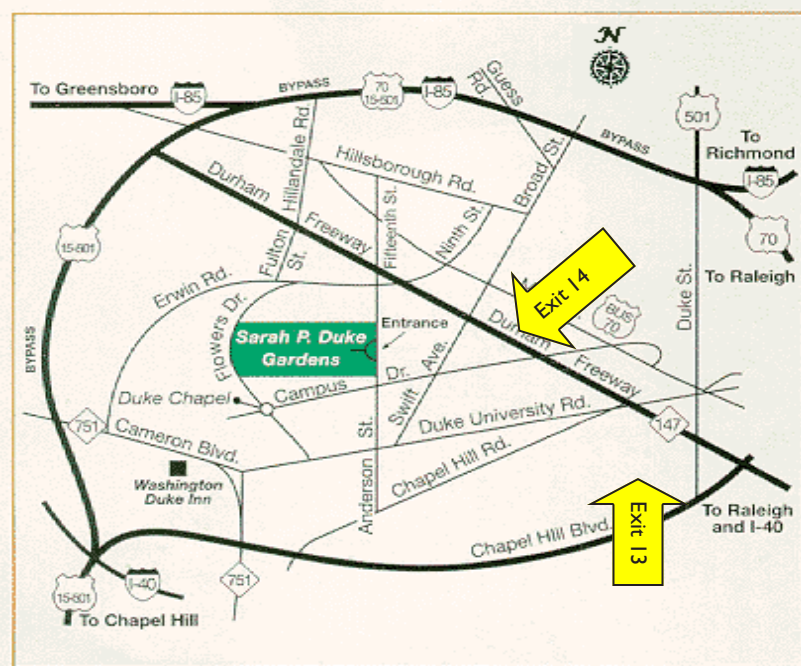 N
To Greensboro
I-85
BYPASS
70
15-501
I-85
Guess
Rd.
BYPASS
501
To
Richmond
I-85
70
To Raleigh
Hillandale Rd.
Hillsborough Rd.
Broad St.
Durham
Freeway
Fifteenth St.
Ninth St.
15-501
Fulton
St.
Erwin Rd.
Exit 14
BUS
70
Duke St.
Flowers Dr.
Sarah P. Duke
Gardens
Entrance
Durham
Freeway
BYPASS
Campus
Dr.
Swift
Ave.
Duke Chapel
751
Cameron Blvd.
Duke University Rd.
147
Washington
Duke Inn
Anderson
St.
Chapel Hill Rd.
To Raleigh
and I-40
Exit 13
Chapel Hill Blvd.
15-501
I-40
751
To Chapel Hill